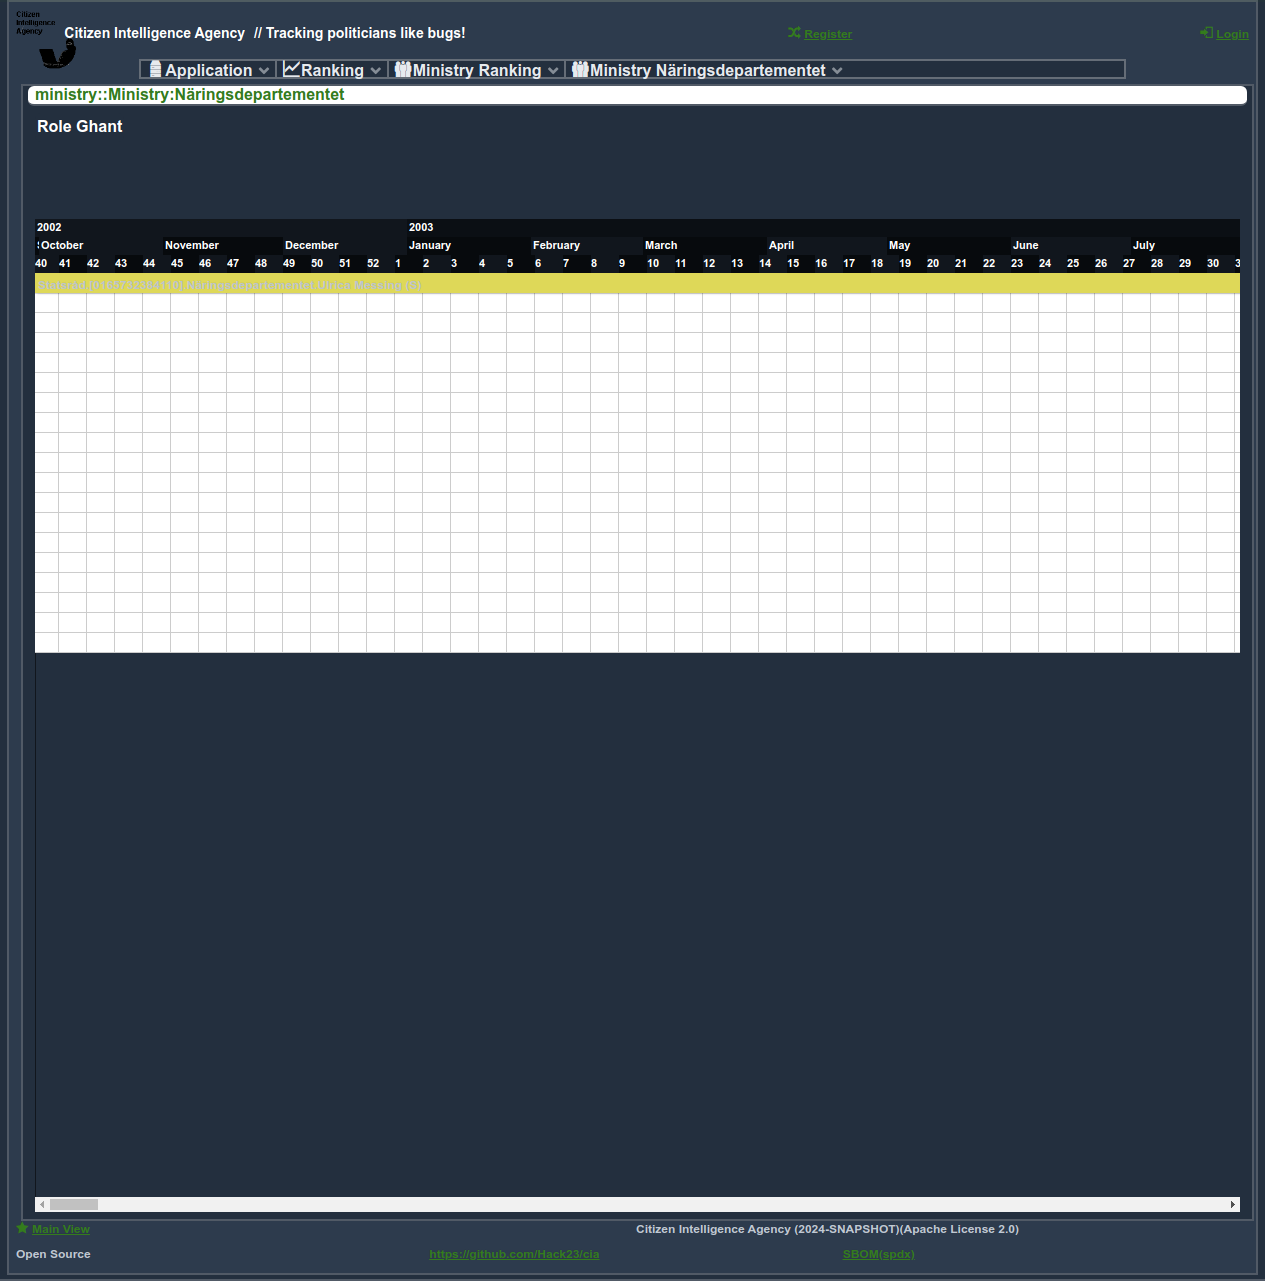 Citizen
Intelligence
Agency
Citizen Intelligence Agency // Tracking politicians like bugs!
Register
Login
Application
Ranking
Ministry Ranking
Ministry Näringsdepartementet
ministry::Ministry:Näringsdepartementet
Role Ghant
2002 2003
October November December January February March April May June July
40 41 42 43 44 45 46 47 48 49 50 51 52 1 2 3 4 5 6 7 8 9 10 11 12 13 14 15 16 17 18 19 20 21 22 23 24 25 26 27 28 29 30 3
Statsråd.[0165732384110].Näringsdepartementet.Ulrica Messing (S)
Main View
Citizen Intelligence Agency (2024-SNAPSHOT)(Apache License 2.0)
Open Source
https://github.com/Hack23/cia
SBOM(spdx)